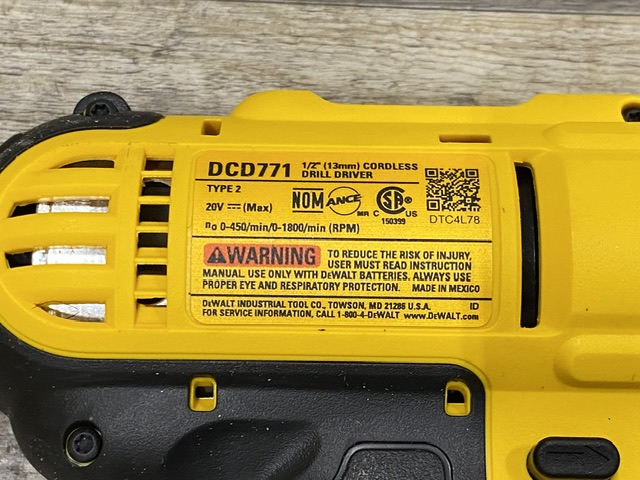 DCD771 1/2" (13mm) CORDLESS DRILL DRIVER
TYPE 2
20V ⎓ (Max)
NOM ANCE MR
C SA US
150399
DTC4L78
n₀ 0-450/min/0-1800/min (RPM)
WARNING TO REDUCE THE RISK OF INJURY,
USER MUST READ INSTRUCTION
MANUAL. USE ONLY WITH DEWALT BATTERIES. ALWAYS USE
PROPER EYE AND RESPIRATORY PROTECTION. MADE IN MEXICO
DEWALT INDUSTRIAL TOOL CO., TOWSON, MD 21286 U.S.A. ID
FOR SERVICE INFORMATION, CALL 1-800-4-DEWALT www.DEWALT.com